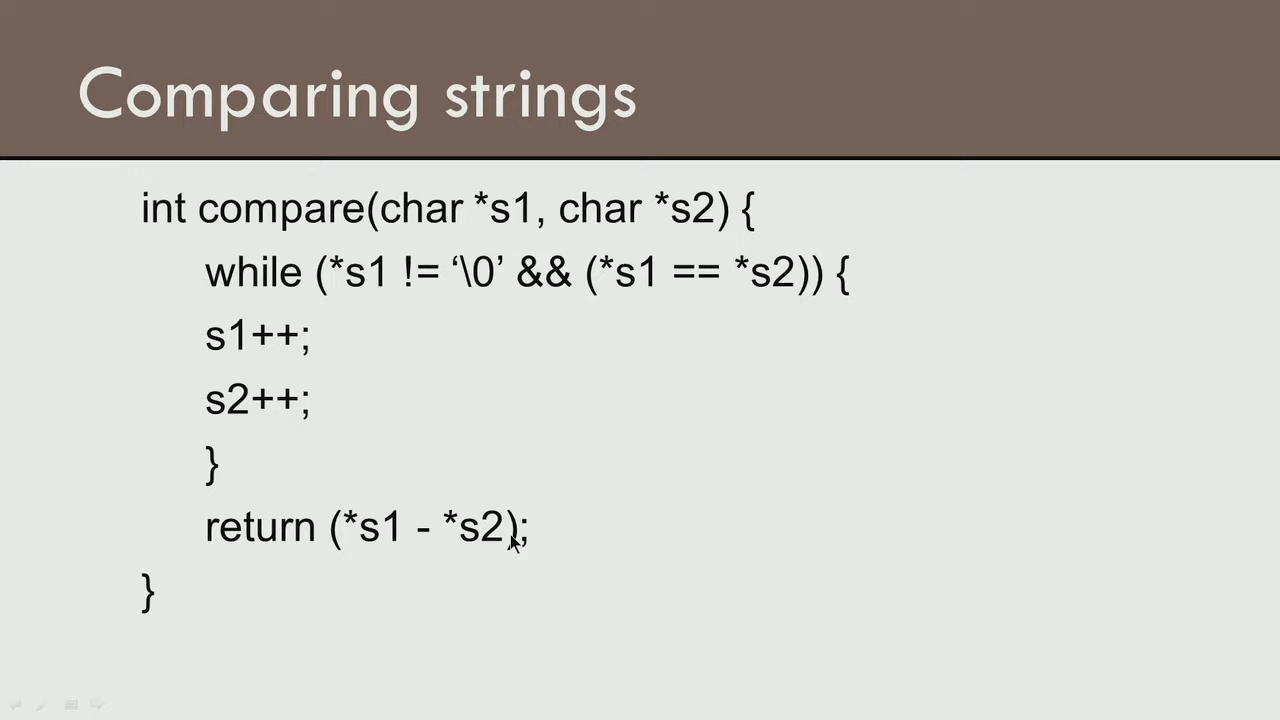 Comparing strings
int compare(char *s1, char *s2) {
while (*s1 != ‘\0’ && (*s1 == *s2)) {
s1++;
s2++;
}
return (*s1 - *s2);
}